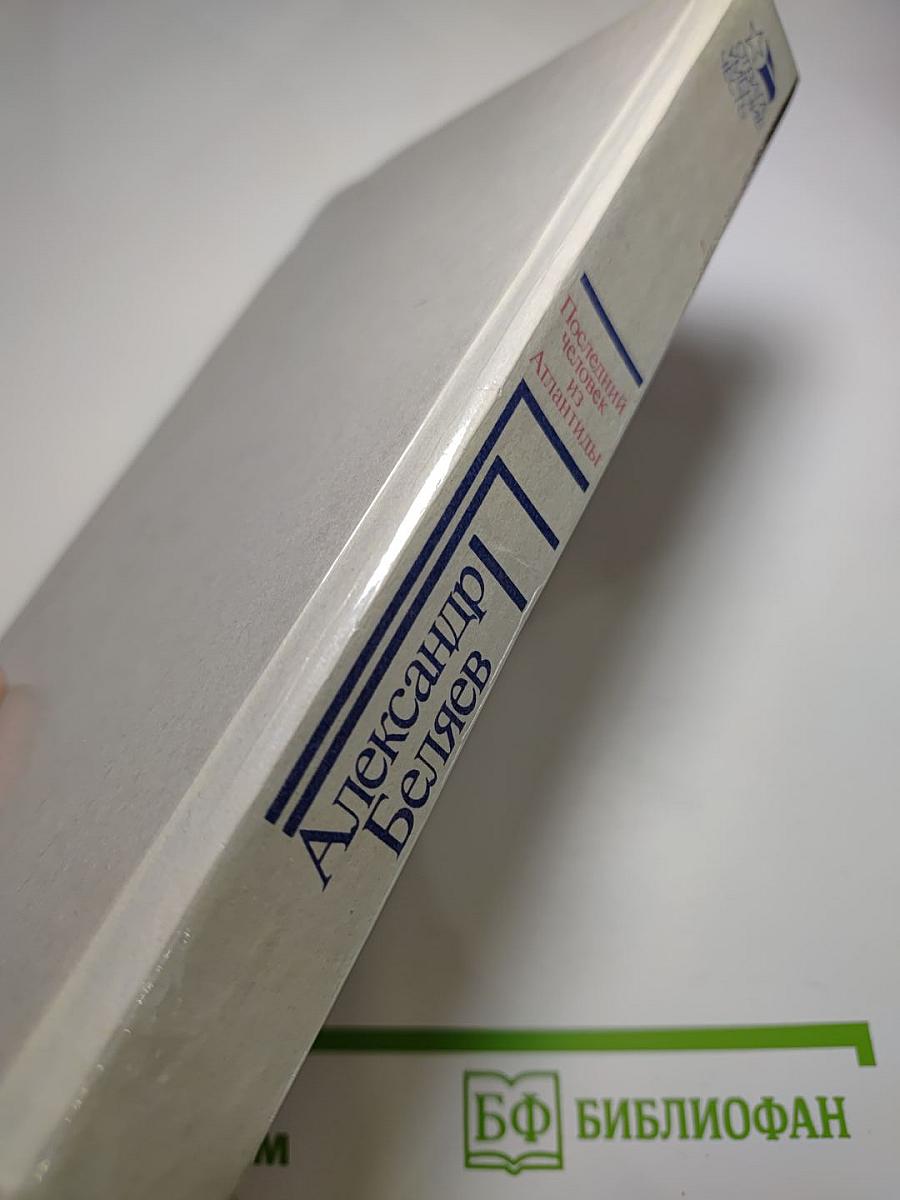 Александр
Беляев
Последний
человек
из
Атлантиды
БФ
БИБЛИОФАН
м